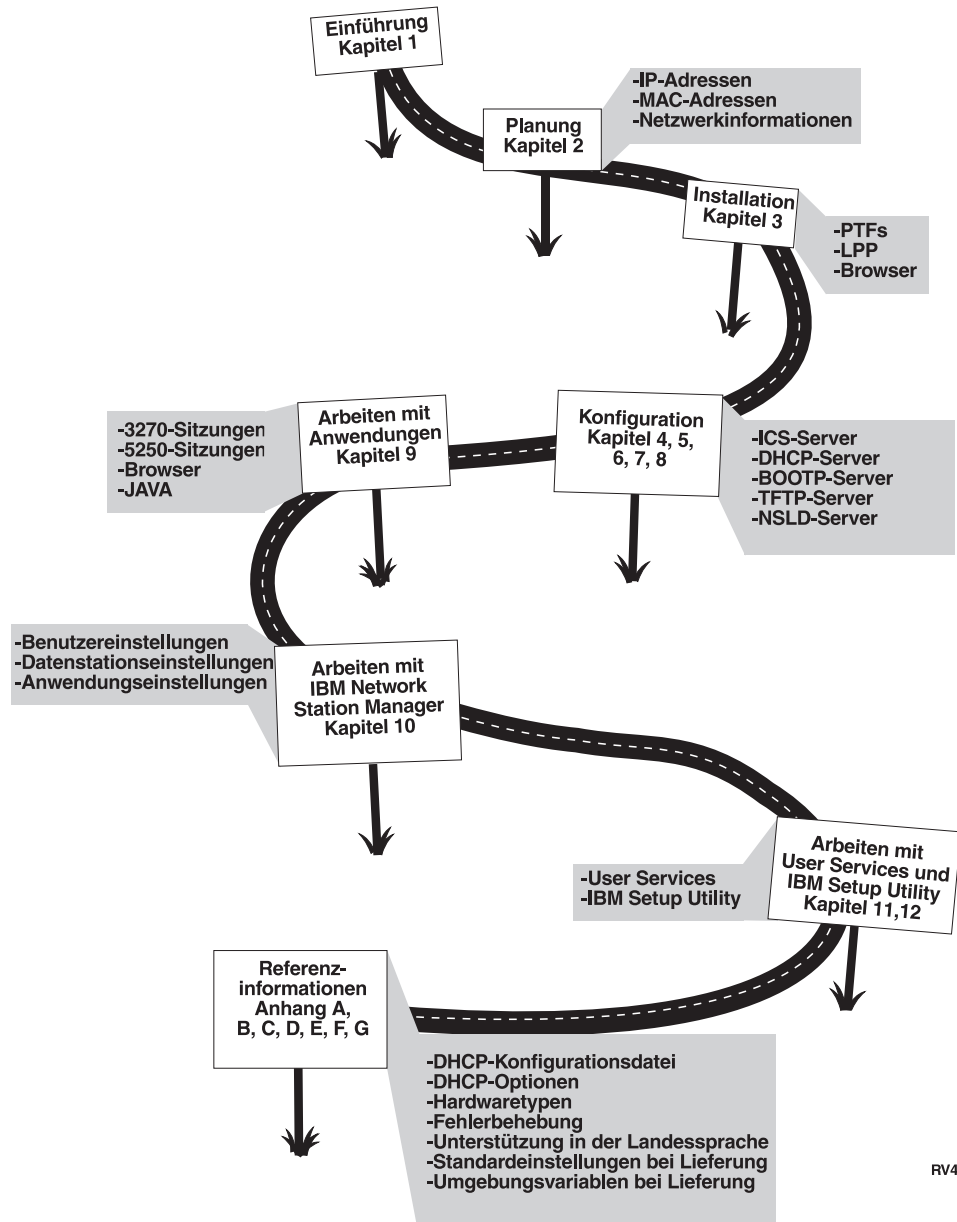 Einführung
Kapitel 1
Planung
Kapitel 2
-IP-Adressen
-MAC-Adressen
-Netzwerkinformationen
Installation
Kapitel 3
-PTFs
-LPP
-Browser
Konfiguration
Kapitel 4, 5,
6, 7, 8
-ICS-Server
-DHCP-Server
-BOOTP-Server
-TFTP-Server
-NSLD-Server
Arbeiten mit
Anwendungen
Kapitel 9
-3270-Sitzungen
-5250-Sitzungen
-Browser
-JAVA
Arbeiten mit
IBM Network
Station Manager
Kapitel 10
-Benutzereinstellungen
-Datenstationseinstellungen
-Anwendungseinstellungen
Arbeiten mit
User Services und
IBM Setup Utility
Kapitel 11,12
-User Services
-IBM Setup Utility
Referenz-
informationen
Anhang A,
B, C, D, E, F, G
-DHCP-Konfigurationsdatei
-DHCP-Optionen
-Hardwaretypen
-Fehlerbehebung
-Unterstützung in der Landessprache
-Standardeinstellungen bei Lieferung
-Umgebungsvariablen bei Lieferung
RV4